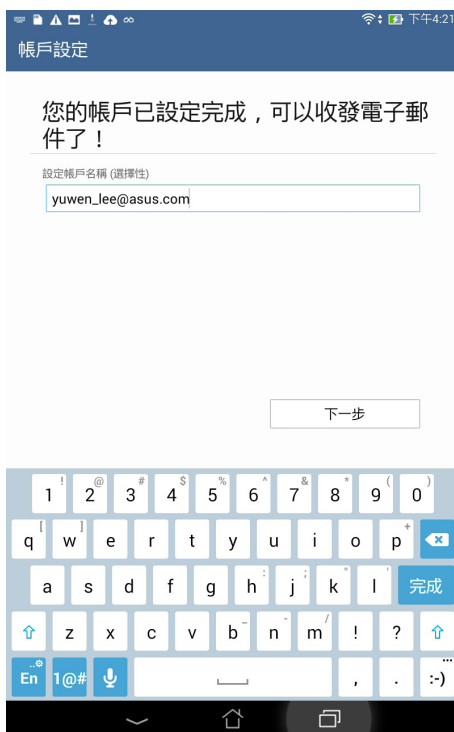 下午4:21
帳戶設定
您的帳戶已設定完成，可以收發電子郵
件了！
設定帳戶名稱 (選擇性)
yuwen_lee@asus.com
下一步
! @ # $ % ^ & * ( )
1 2 3 4 5 6 7 8 9 0
[ ] +
q w e r t y u i o p
: ; " '
a s d f g h j k l 完成
_ - /
z x c v b n m ! ?
En 1@# , . :-)